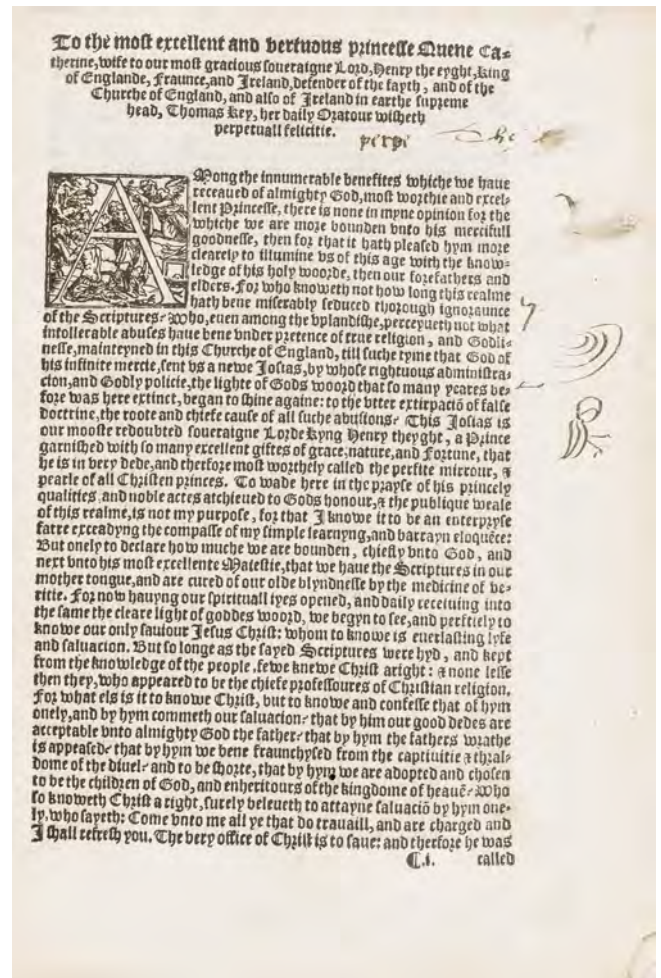 To the most excellent and vertuous princesse Quene Ca-
therine, wife to our most gracious soueraigne Lord, Henry the eyght, king
of Englande, Fraunce, and Ireland, defender of the fayth, and of the
Churche of England, and also of Ireland in earthe supreme
head, Thomas Key, her daily Oratour wisheth
perpetuall felicitie.
perpe
AMong the innumerable benefites whiche we haue
receaued of almighty God, most worthie and excel-
lent Princesse, there is none in myne opinion for the
whiche we are more bounden vnto his mercifull
goodnesse, then for that it hath pleased hym more
clearely to illumine vs of this age with the know-
ledge of his holy woorde, then our forefathers and
elders. For who knoweth not how long this realme
hath bene miserably seduced thorough ignoraunce
of the Scriptures? Who, euen among the vplandishe, perceyueth not what
intollerable abuses haue bene vnder pretence of true religion, and Godli-
nesse, mainteyned in this Churche of England, till suche tyme that God of
his infinite mercie, sent vs a newe Iosias, by whose rightuous administra-
cion, and Godly policie, the lighte of Gods woord that so many yeares be-
fore was here extinct, began to shine againe: to the vtter extirpaciō of false
doctrine, the roote and chiefe cause of all suche abusions? This Iosias is
our mooste redoubted soueraigne Lorde Kyng Henry theyght, a Prince
garnished with so many excellent giftes of grace, nature, and Fortune, that
he is in very dede, and therfore most worthely called the perfite mirrour, &
pearle of all Christen princes. To wade here in the prayse of his princely
qualities, and noble actes atchieued to Gods honour, & the publique weale
of this realme, is not my purpose, for that I knowe it to be an enterpryse
farre exceadyng the compasse of my simple learnyng, and barrayn eloquēce:
But onely to declare how muche we are bounden, chiefly vnto God, and
next vnto his most excellente Maiestie, that we haue the Scriptures in our
mother tongue, and are cured of our olde blyndnesse by the medicine of ve-
ritie. For now hauyng our spirituall iyes opened, and daily receiuing into
the same the cleare light of goddes woord, we begyn to see, and perfitely to
knowe our only sauiour Jesus Christ: whom to knowe is euerlasting lyfe
and saluacion. But so longe as the sayed Scriptures were hyd, and kept
from the knowledge of the people, fewe knewe Christ aright: & none lesse
then they, who appeared to be the chiefe professoures of Christian religion.
For what els is it to knowe Christ, but to knowe and confesse that of hym
onely, and by hym commeth our saluacion? that by him our good dedes are
acceptable vnto almighty God the father? that by hym the fathers wrathe
is appeased? that by hym we bene fraunchysed from the captiuitie & thral-
dome of the diuel? and to be shorte, that by hym we are adopted and chosen
to be the children of God, and enheritours of the kingdome of heauē? Who
so knoweth Christ a right, surely beleueth to attayne saluaciō by hym one-
ly, who sayeth: Come vnto me all ye that do trauaill, and are charged and
I shall refresh you. The very office of Christ is to saue: and therfore he was
C.i. called